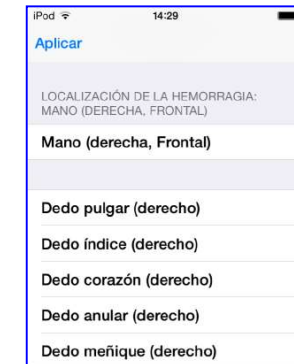 iPod 14:29
Aplicar
LOCALIZACIÓN DE LA HEMORRAGIA:
MANO (DERECHA, FRONTAL)
Mano (derecha, Frontal)
Dedo pulgar (derecho)
Dedo índice (derecho)
Dedo corazón (derecho)
Dedo anular (derecho)
Dedo meñique (derecho)